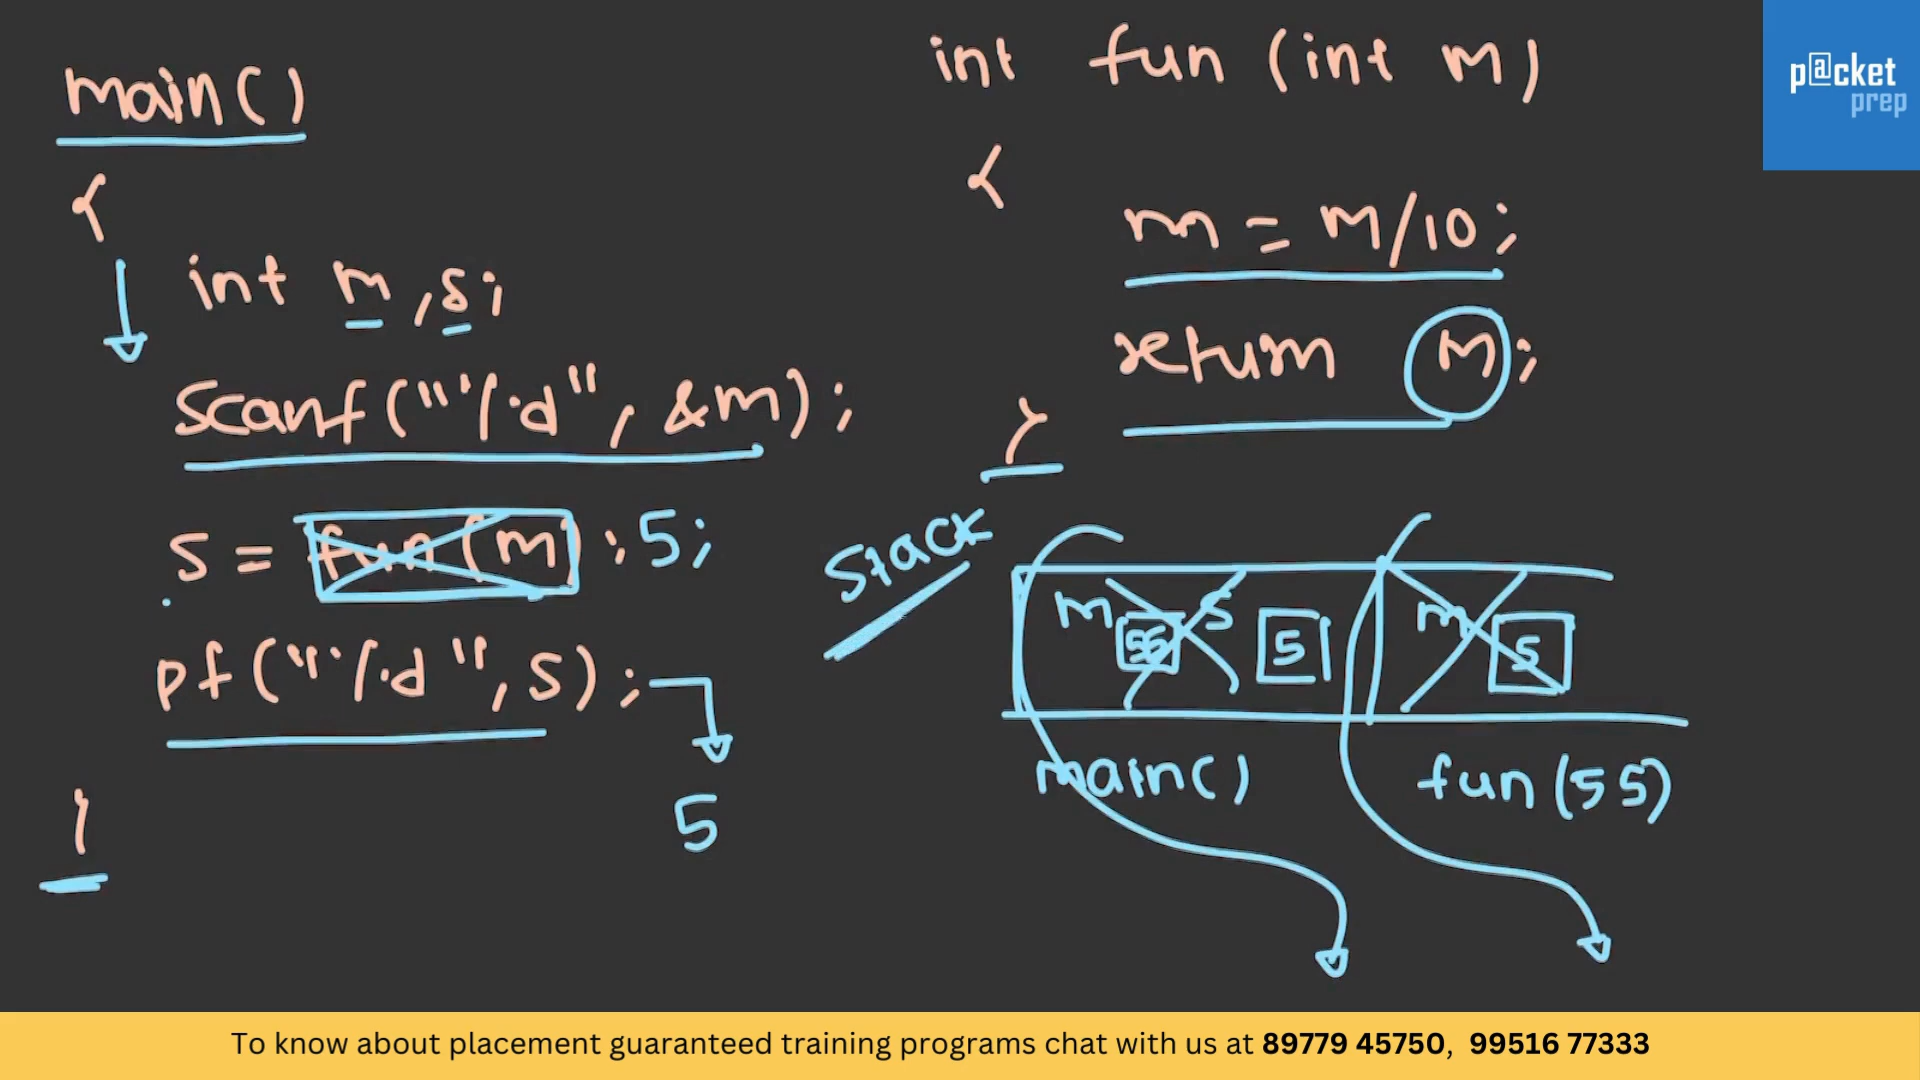 main()
{
int m,s;
Scanf("%d", &m);
s = fun(m) ; 5;
pf("%d", s);
5
}
int fun (int m)
{
m = m/10;
return m;
}
Stack
m 55 s 5 m 5
main() fun(55)
p@cket
prep
To know about placement guaranteed training programs chat with us at 89779 45750, 99516 77333